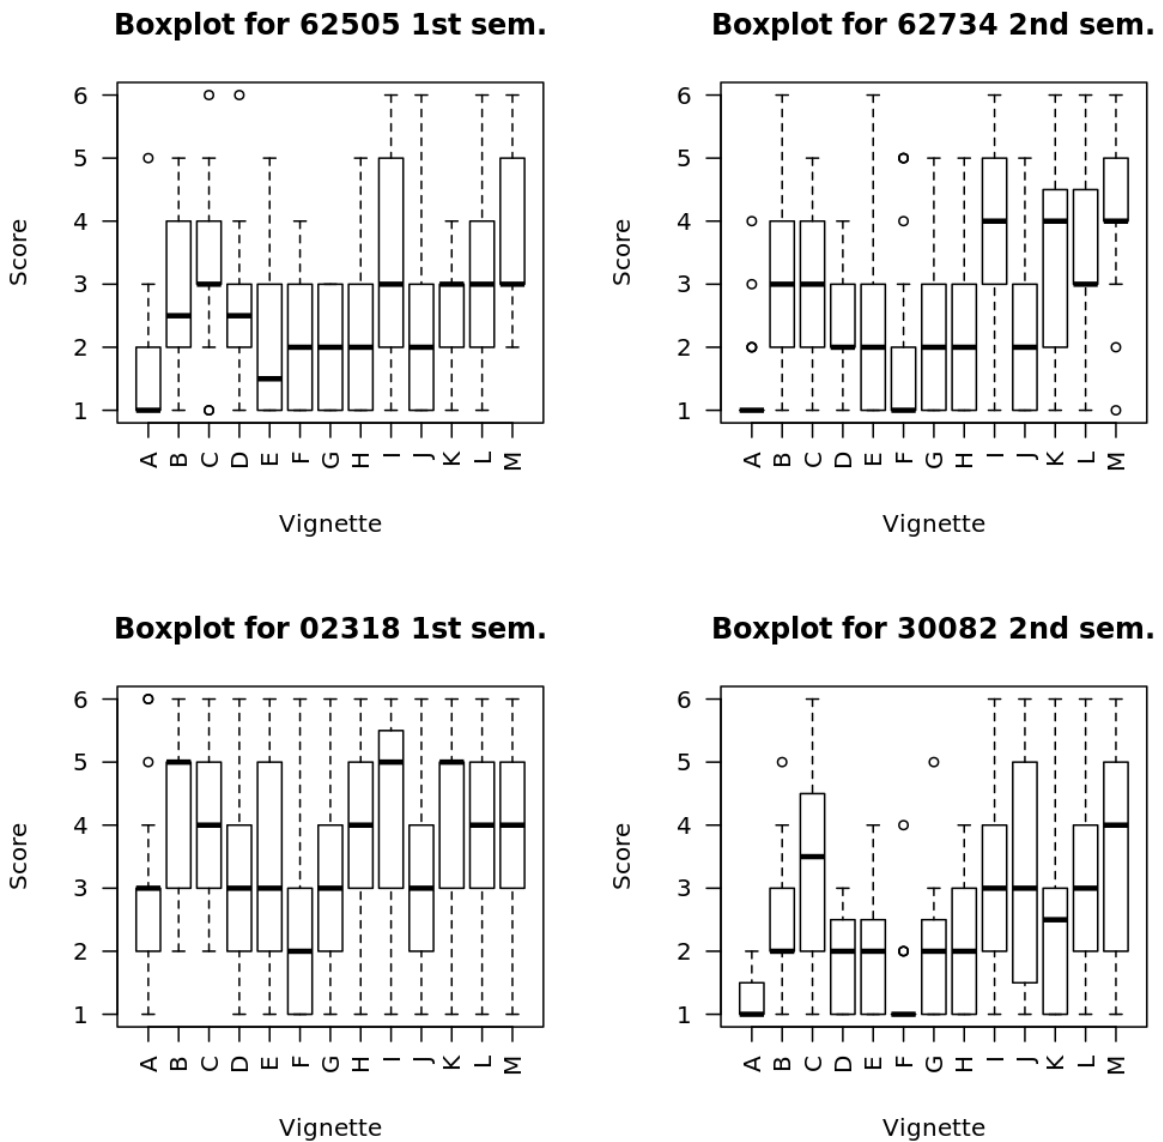 Boxplot for 62505 1st sem.
Score
6
5
4
3
2
1
A B C D E F G H I J K L M
Vignette
Boxplot for 62734 2nd sem.
Score
6
5
4
3
2
1
A B C D E F G H I J K L M
Vignette
Boxplot for 02318 1st sem.
Score
6
5
4
3
2
1
A B C D E F G H I J K L M
Vignette
Boxplot for 30082 2nd sem.
Score
6
5
4
3
2
1
A B C D E F G H I J K L M
Vignette